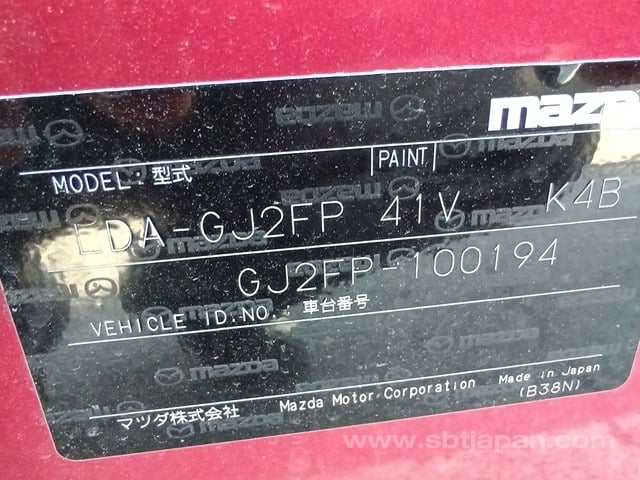 mazda
MODEL. 型式 PAINT
LDA-GJ2FP 41V K4B
GJ2FP-100194
VEHICLE ID.NO. 車台番号
mazda
マツダ株式会社 Mazda Motor Corporation Made in Japan
(B38N)
www.sbtjapan.com